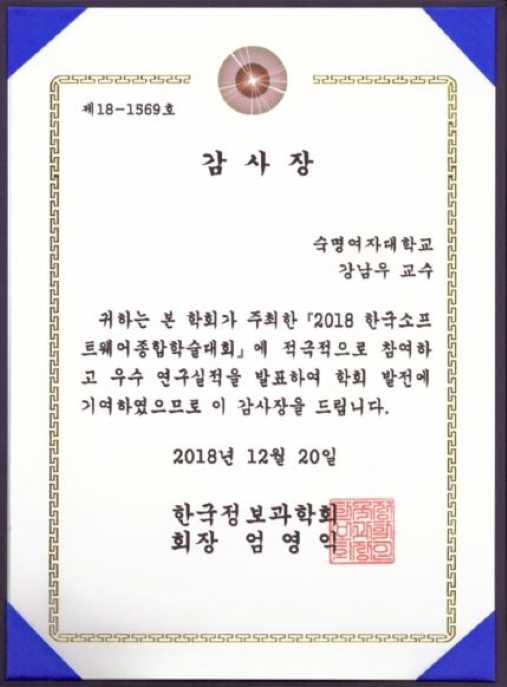 제18-1569호
감사장
숙명여자대학교
강남우 교수
귀하는 본 학회가 주최한 『2018 한국소프
트웨어종합학술대회』에 적극적으로 참여하
고 우수 연구실적을 발표하여 학회 발전에
기여하였으므로 이 감사장을 드립니다.
2018년 12월 20일
한국정보과학회
회장 엄영익